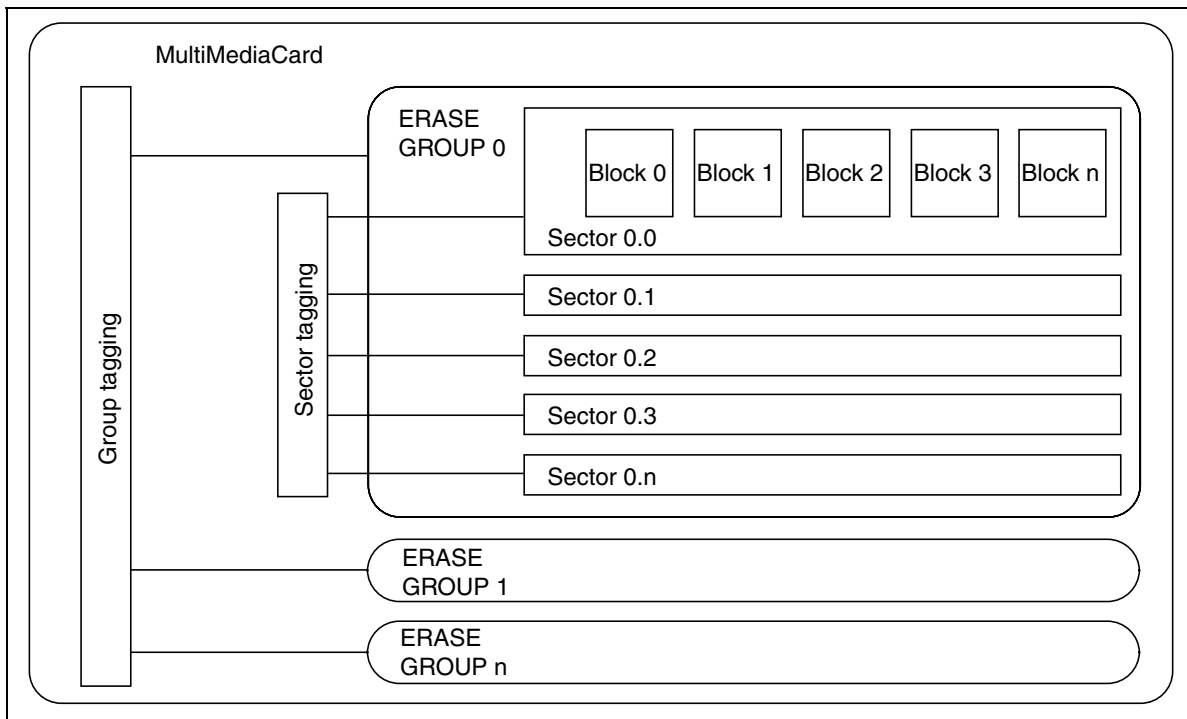 MultiMediaCard
Group tagging
Sector tagging
ERASE
GROUP 0
Block 0
Block 1
Block 2
Block 3
Block n
Sector 0.0
Sector 0.1
Sector 0.2
Sector 0.3
Sector 0.n
ERASE
GROUP 1
ERASE
GROUP n